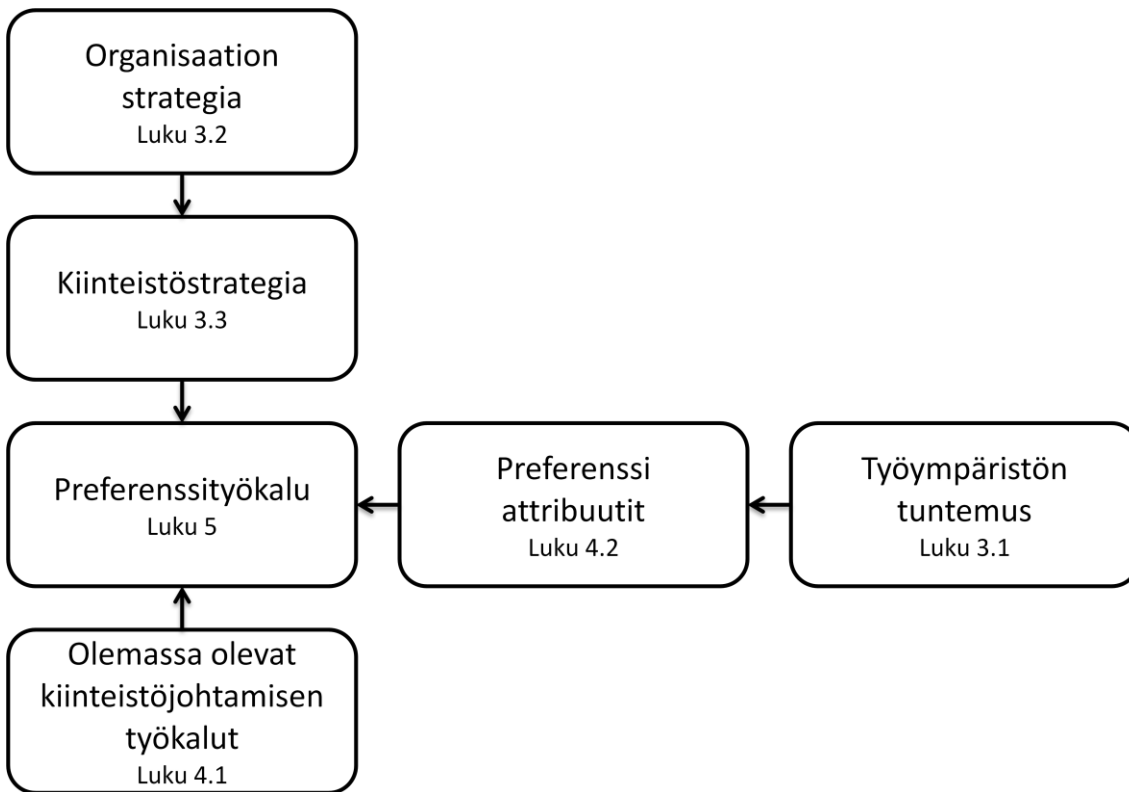 Organisaation
strategia
Luku 3.2
Kiinteistöstrategia
Luku 3.3
Preferenssityökalu
Luku 5
Preferenssi
attribuutit
Luku 4.2
Työympäristön
tuntemus
Luku 3.1
Olemassa olevat
kiinteistöjohtamisen
työkalut
Luku 4.1